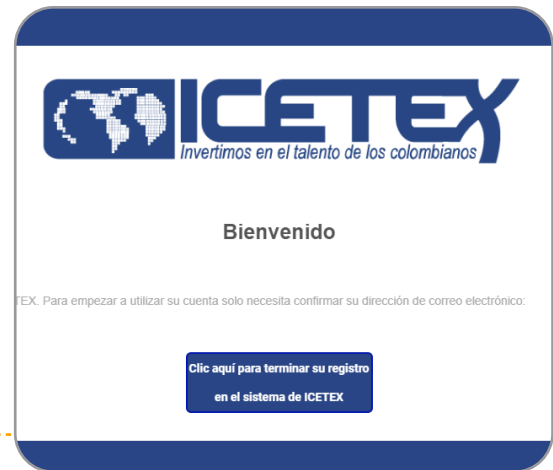 ICETEX
Invertimos en el talento de los colombianos
Bienvenido
TEX. Para empezar a utilizar su cuenta solo necesita confirmar su dirección de correo electrónico:
Clic aquí para terminar su registro
en el sistema de ICETEX